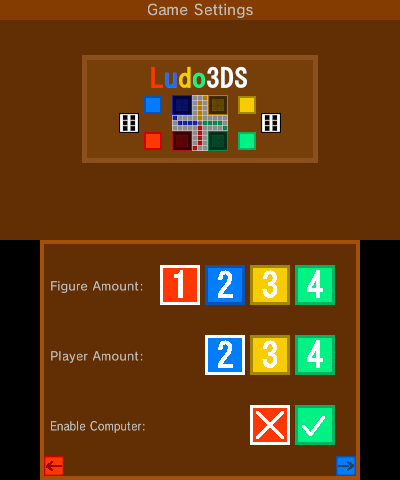 Game Settings
Ludo3DS
Figure Amount: 1 2 3 4
Player Amount: 2 3 4
Enable Computer: